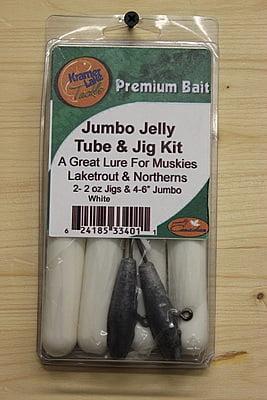 Kramer
Lake
Tackle
Premium Bait
Jumbo Jelly
Tube & Jig Kit
A Great Lure For Muskies
Laketrout & Northerns
2- 2 oz Jigs & 4-6" Jumbo
White
6 24185 33401 1